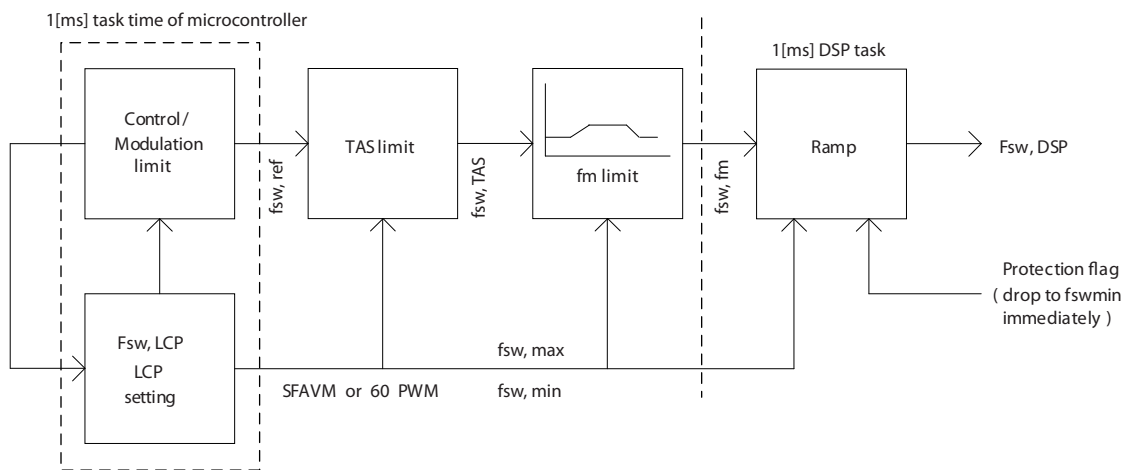 1[ms] task time of microcontroller
1[ms] DSP task
Control/
Modulation
limit
fsw, ref
TAS limit
fsw, TAS
fm limit
fsw, fm
Ramp
Fsw, DSP
Protection flag
( drop to fswmin
immediately )
Fsw, LCP
LCP
setting
SFAVM or 60 PWM
fsw, max
fsw, min